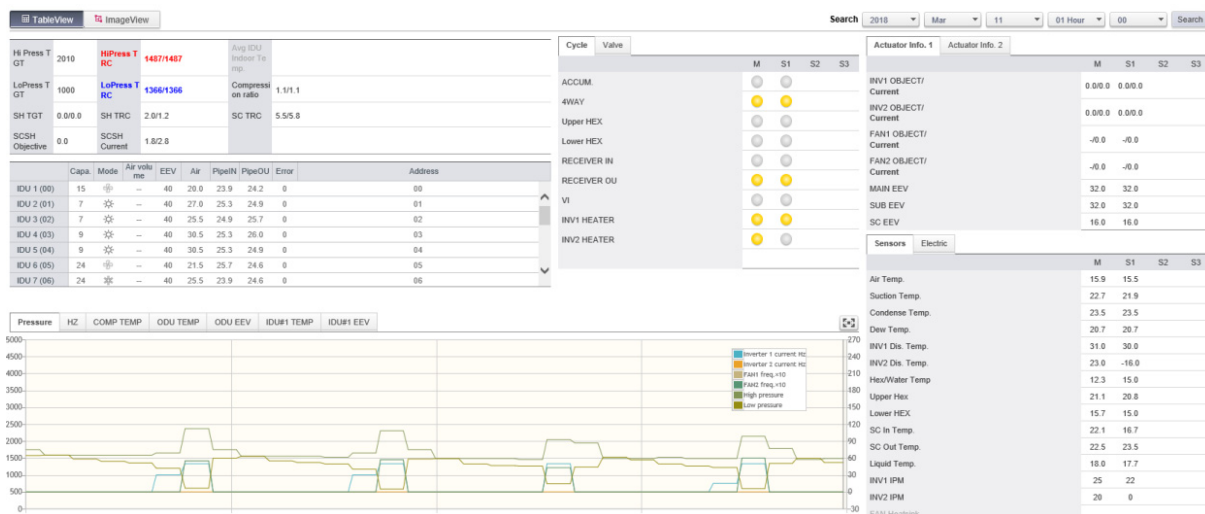 TableView ImageView
Search 2018 Mar 11 01 Hour 00 Search
Hi Press T GT 2010 HiPress T RC 1487/1487 Avg IDU Indoor Te mp.
LoPress T GT 1000 LoPress T RC 1366/1366 Compressi on ratio 1.1/1.1
SH TGT 0.0/0.0 SH TRC 2.0/1.2 SC TRC 5.5/5.8
SCSH Objective 0.0 SCSH Current 1.8/2.8
Capa. Mode Air volu me EEV Air PipeIN PipeOU Error Address
IDU 1 (00) 15 -- 40 20.0 23.9 24.2 0 00
IDU 2 (01) 7 -- 40 27.0 25.3 24.9 0 01
IDU 3 (02) 7 -- 40 25.5 24.9 25.7 0 02
IDU 4 (03) 9 -- 40 30.5 25.3 26.0 0 03
IDU 5 (04) 9 -- 40 30.5 25.3 24.9 0 04
IDU 6 (05) 24 -- 40 21.5 25.7 24.6 0 05
IDU 7 (06) 24 -- 40 25.5 23.9 24.6 0 06
Cycle Valve
M S1 S2 S3
ACCUM.
4WAY
Upper HEX
Lower HEX
RECEIVER IN
RECEIVER OU
VI
INV1 HEATER
INV2 HEATER
Actuator Info. 1 Actuator Info. 2
M S1 S2 S3
INV1 OBJECT/ Current 0.0/0.0 0.0/0.0
INV2 OBJECT/ Current 0.0/0.0 0.0/0.0
FAN1 OBJECT/ Current -/0.0 -/0.0
FAN2 OBJECT/ Current -/0.0 -/0.0
MAIN EEV 32.0 32.0
SUB EEV 32.0 32.0
SC EEV 16.0 16.0
Sensors Electric
M S1 S2 S3
Air Temp. 15.9 15.5
Suction Temp. 22.7 21.9
Condense Temp. 23.5 23.5
Dew Temp. 20.7 20.7
INV1 Dis. Temp. 31.0 30.0
INV2 Dis. Temp. 23.0 -16.0
Hex/Water Temp 12.3 15.0
Upper Hex 21.1 20.8
Lower HEX 15.7 15.0
SC In Temp. 22.1 16.7
SC Out Temp. 22.5 23.5
Liquid Temp. 18.0 17.7
INV1 IPM 25 22
INV2 IPM 20 0
Pressure HZ COMP TEMP ODU TEMP ODU EEV IDU#1 TEMP IDU#1 EEV
5000 270
4500 240
4000 210
3500 180
3000 150
2500 120
2000 90
1500 60
1000 30
500 0
0 -30
Inverter 1 current Hz
Inverter 2 current Hz
FAN1 freq.×10
FAN2 freq.×10
High pressure
Low pressure